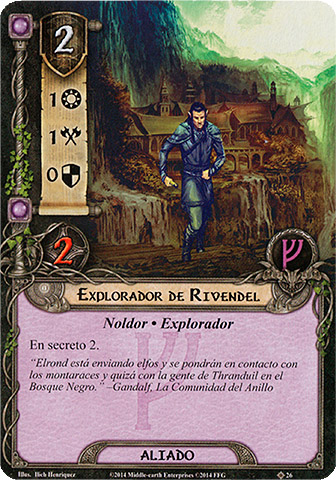 2
1
1
0
2
EXPLORADOR DE RIVENDEL
Noldor • Explorador
En secreto 2.
“Elrond está enviando elfos y se pondrán en contacto con
los montaraces y quizá con la gente de Thranduil en el
Bosque Negro.” –Gandalf, La Comunidad del Anillo
ALIADO
Illus. Ilich Henriquez ©2014 Middle-earth Enterprises ©2014 FFG 26